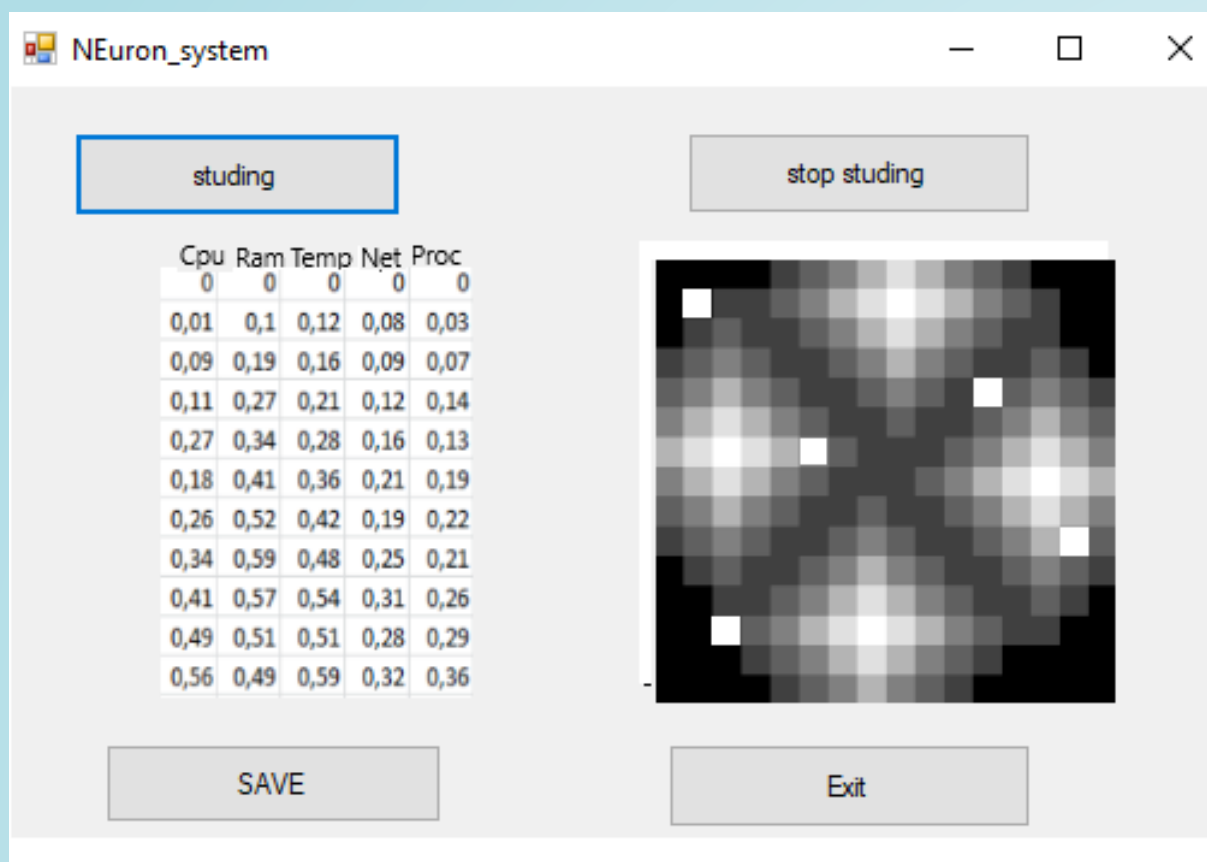 NEuron_system
studing
stop studing
Cpu Ram Temp Net Proc
0 0 0 0 0
0,01 0,1 0,12 0,08 0,03
0,09 0,19 0,16 0,09 0,07
0,11 0,27 0,21 0,12 0,14
0,27 0,34 0,28 0,16 0,13
0,18 0,41 0,36 0,21 0,19
0,26 0,52 0,42 0,19 0,22
0,34 0,59 0,48 0,25 0,21
0,41 0,57 0,54 0,31 0,26
0,49 0,51 0,51 0,28 0,29
0,56 0,49 0,59 0,32 0,36
-
SAVE
Exit